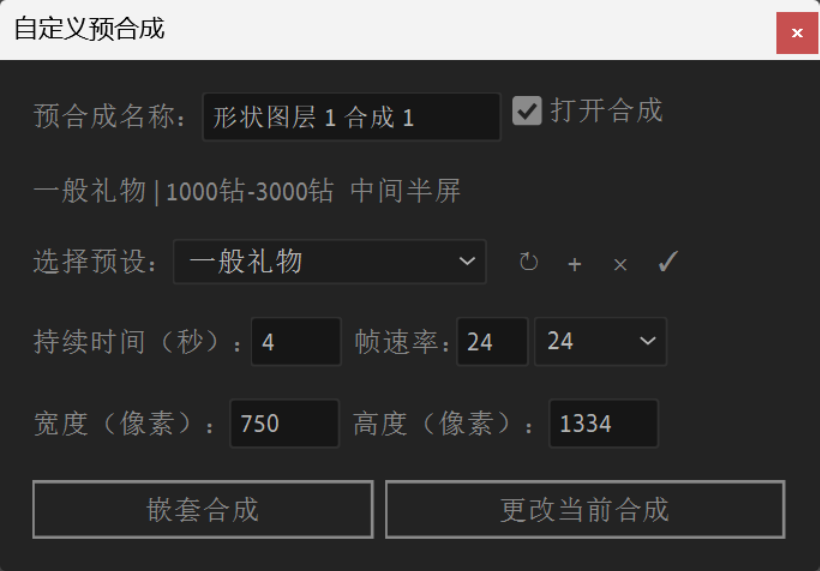 自定义预合成
预合成名称： 形状图层 1 合成 1 打开合成
一般礼物 | 1000钻-3000钻 中间半屏
选择预设： 一般礼物 ↻ + × ✓
持续时间（秒）： 4 帧速率： 24 24
宽度（像素）： 750 高度（像素）： 1334
嵌套合成 更改当前合成